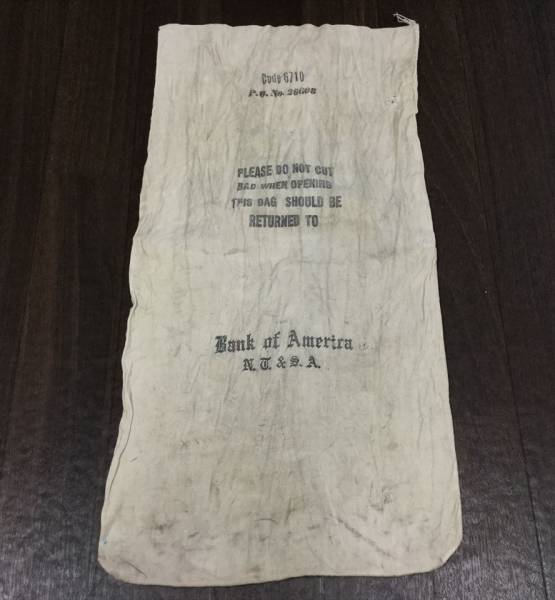 Code 6710
P.O. No.
PLEASE DO NOT CUT
BAG WHEN OPENING
THIS BAG SHOULD BE
RETURNED TO
Bank of America
N.T. & S.A.